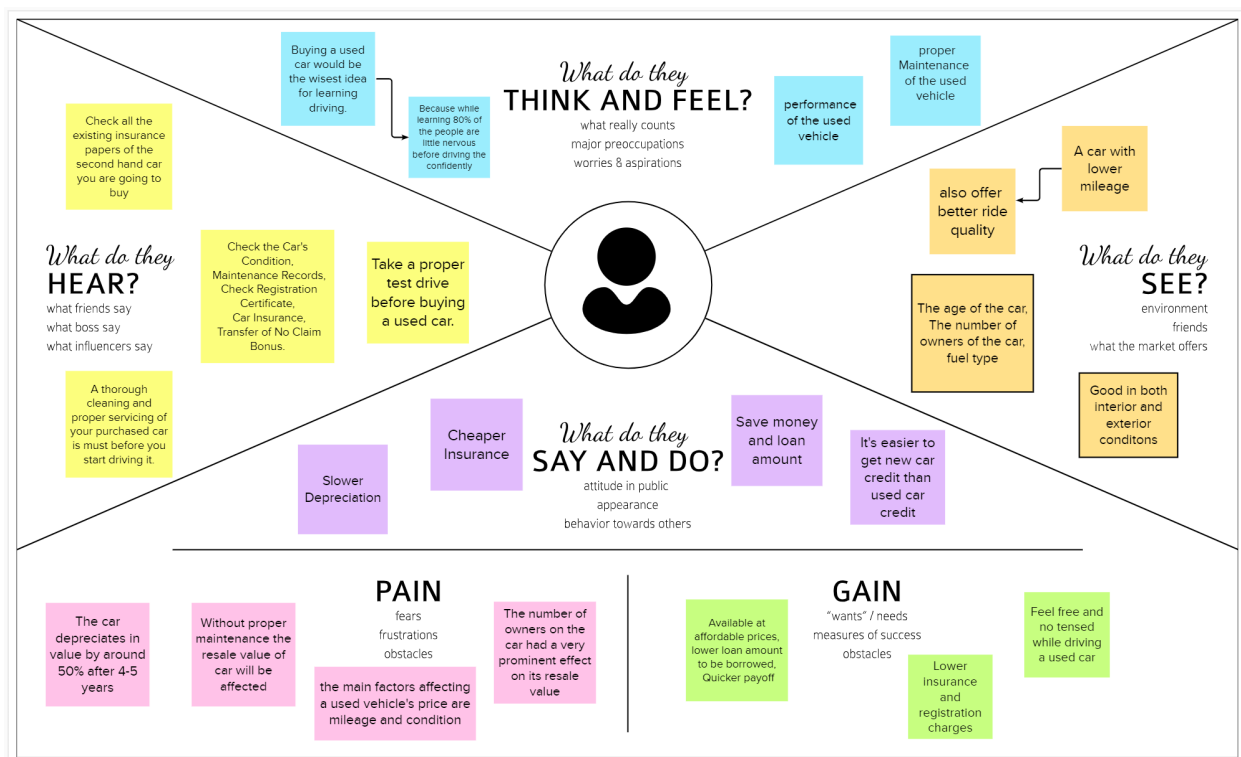 What do they
THINK AND FEEL?
what really counts
major preoccupations
worries & aspirations
Buying a used
car would be
the wisest idea
for learning
driving.
Because while
learning 80% of
the people are
little nervous
before driving the
confidently
performance
of the used
vehicle
proper
Maintenance
of the used
vehicle
What do they
HEAR?
what friends say
what boss say
what influencers say
Check all the
existing insurance
papers of the
second hand car
you are going to
buy
Check the Car's
Condition,
Maintenance Records,
Check Registration
Certificate,
Car Insurance,
Transfer of No Claim
Bonus.
Take a proper
test drive
before buying
a used car.
A thorough
cleaning and
proper servicing of
your purchased car
is must before you
start driving it.
What do they
SEE?
environment
friends
what the market offers
A car with
lower
mileage
also offer
better ride
quality
The age of the car,
The number of
owners of the car,
fuel type
Good in both
interior and
exterior
conditons
What do they
SAY AND DO?
attitude in public
appearance
behavior towards others
Slower
Depreciation
Cheaper
Insurance
Save money
and loan
amount
It's easier to
get new car
credit than
used car
credit
PAIN
fears
frustrations
obstacles
The car
depreciates in
value by around
50% after 4-5
years
Without proper
maintenance the
resale value of
car will be
affected
the main factors affecting
a used vehicle's price are
mileage and condition
The number of
owners on the
car had a very
prominent effect
on its resale
value
GAIN
"wants" / needs
measures of success
obstacles
Available at
affordable prices,
lower loan amount
to be borrowed,
Quicker payoff
Lower
insurance
and
registration
charges
Feel free and
no tensed
while driving
a used car